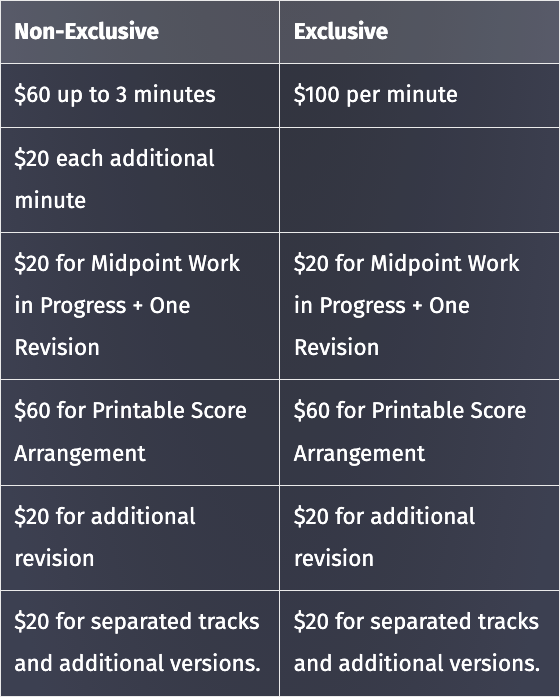 Non-Exclusive Exclusive
$60 up to 3 minutes $100 per minute
$20 each additional
minute
$20 for Midpoint Work $20 for Midpoint Work
in Progress + One in Progress + One
Revision Revision
$60 for Printable Score $60 for Printable Score
Arrangement Arrangement
$20 for additional $20 for additional
revision revision
$20 for separated tracks $20 for separated tracks
and additional versions. and additional versions.